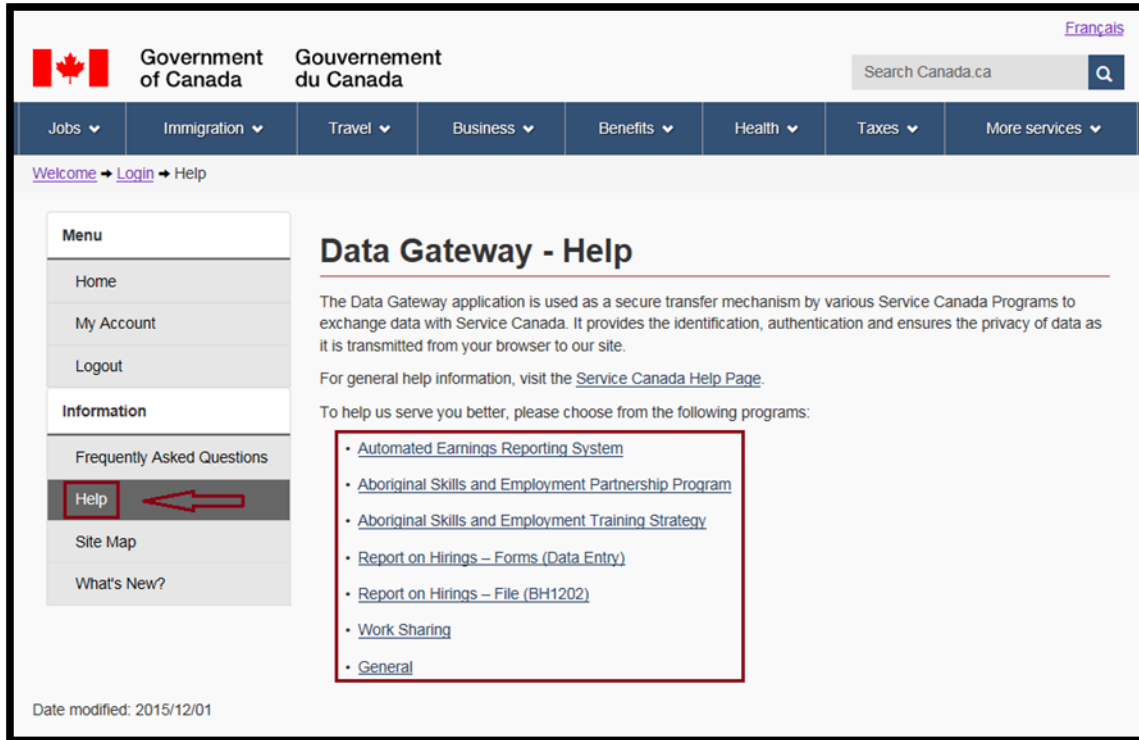 Français
Government of Canada
Gouvernement du Canada
Search Canada.ca
Jobs Immigration Travel Business Benefits Health Taxes More services
Welcome ➔ Login ➔ Help
Menu
Home
My Account
Logout
Information
Frequently Asked Questions
Help
Site Map
What's New?
Data Gateway - Help
The Data Gateway application is used as a secure transfer mechanism by various Service Canada Programs to
exchange data with Service Canada. It provides the identification, authentication and ensures the privacy of data as
it is transmitted from your browser to our site.
For general help information, visit the Service Canada Help Page.
To help us serve you better, please choose from the following programs:
• Automated Earnings Reporting System
• Aboriginal Skills and Employment Partnership Program
• Aboriginal Skills and Employment Training Strategy
• Report on Hirings – Forms (Data Entry)
• Report on Hirings – File (BH1202)
• Work Sharing
• General
Date modified: 2015/12/01